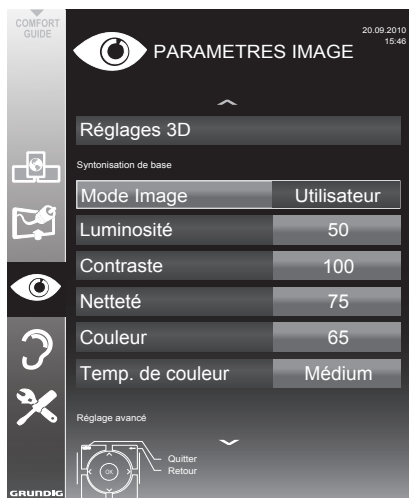 COMFORT
GUIDE
PARAMETRES IMAGE
20.09.2010
15:46
Réglages 3D
Syntonisation de base
Mode Image Utilisateur
Luminosité 50
Contraste 100
Netteté 75
Couleur 65
Temp. de couleur Médium
Réglage avancé
Quitter
Retour
OK
GRUNDIG